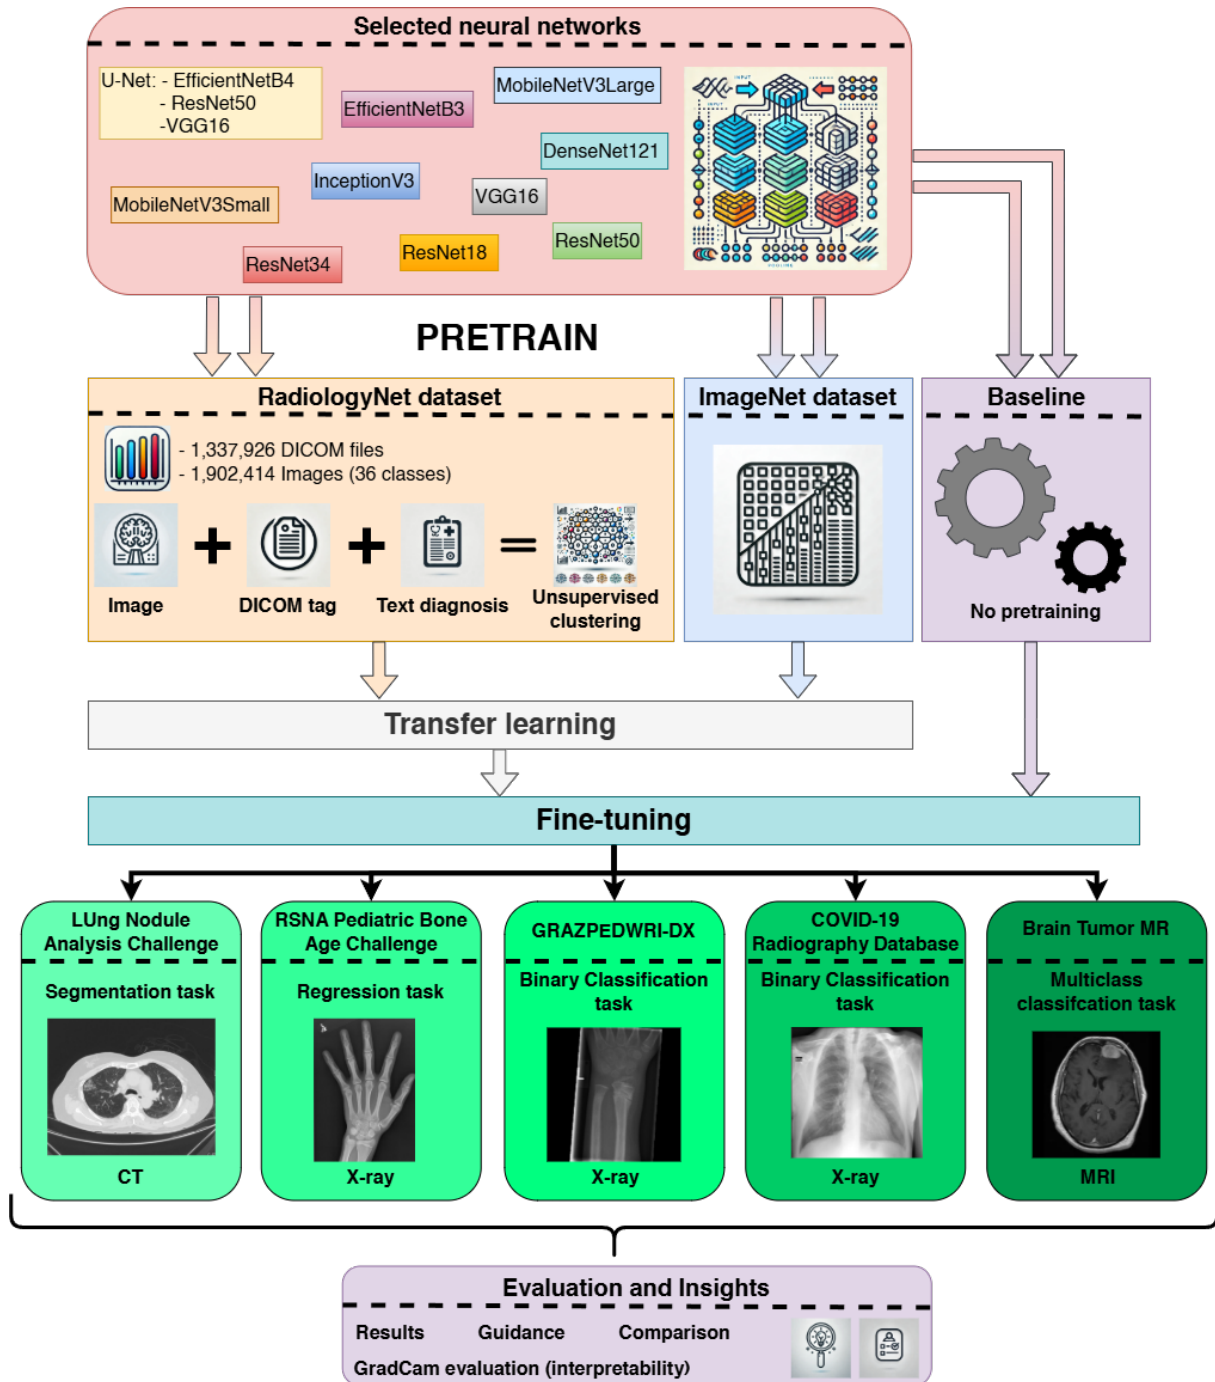 Selected neural networks
U-Net: - EfficientNetB4
- ResNet50
-VGG16
EfficientNetB3
MobileNetV3Large
DenseNet121
InceptionV3
VGG16
MobileNetV3Small
ResNet50
ResNet18
ResNet34
INPUT
PRETRAIN
RadiologyNet dataset
- 1,337,926 DICOM files
- 1,902,414 Images (36 classes)
Image
DICOM tag
Text diagnosis
Unsupervised
clustering
ImageNet dataset
Baseline
No pretraining
Transfer learning
Fine-tuning
LUng Nodule
Analysis Challenge
Segmentation task
CT
RSNA Pediatric Bone
Age Challenge
Regression task
X-ray
GRAZPEDWRI-DX
Binary Classification
task
X-ray
COVID-19
Radiography Database
Binary Classification
task
X-ray
Brain Tumor MR
Multiclass
classifcation task
MRI
Evaluation and Insights
Results
Guidance
Comparison
GradCam evaluation (interpretability)